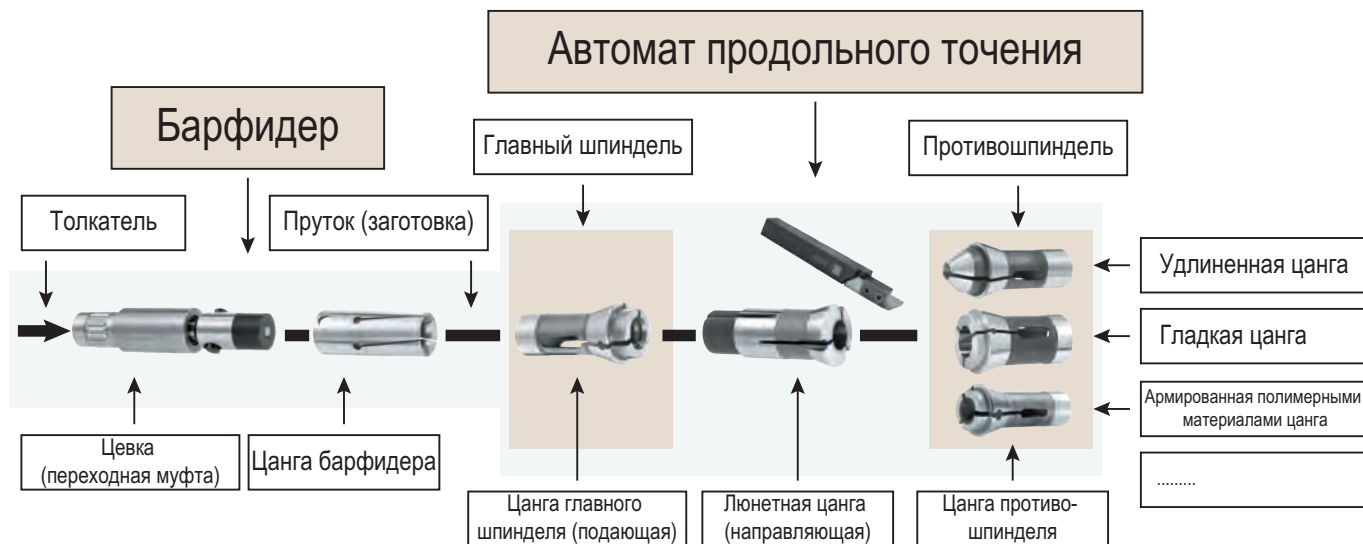 Автомат продольного точения
Барфидер
Главный шпиндель
Противошпиндель
Толкатель
Пруток (заготовка)
Удлиненная цанга
Гладкая цанга
Армированная полимерными
материалами цанга
.........
Цевка
(переходная муфта)
Цанга барфидера
Цанга главного
шпинделя (подающая)
Люнетная цанга
(направляющая)
Цанга противо-
шпинделя